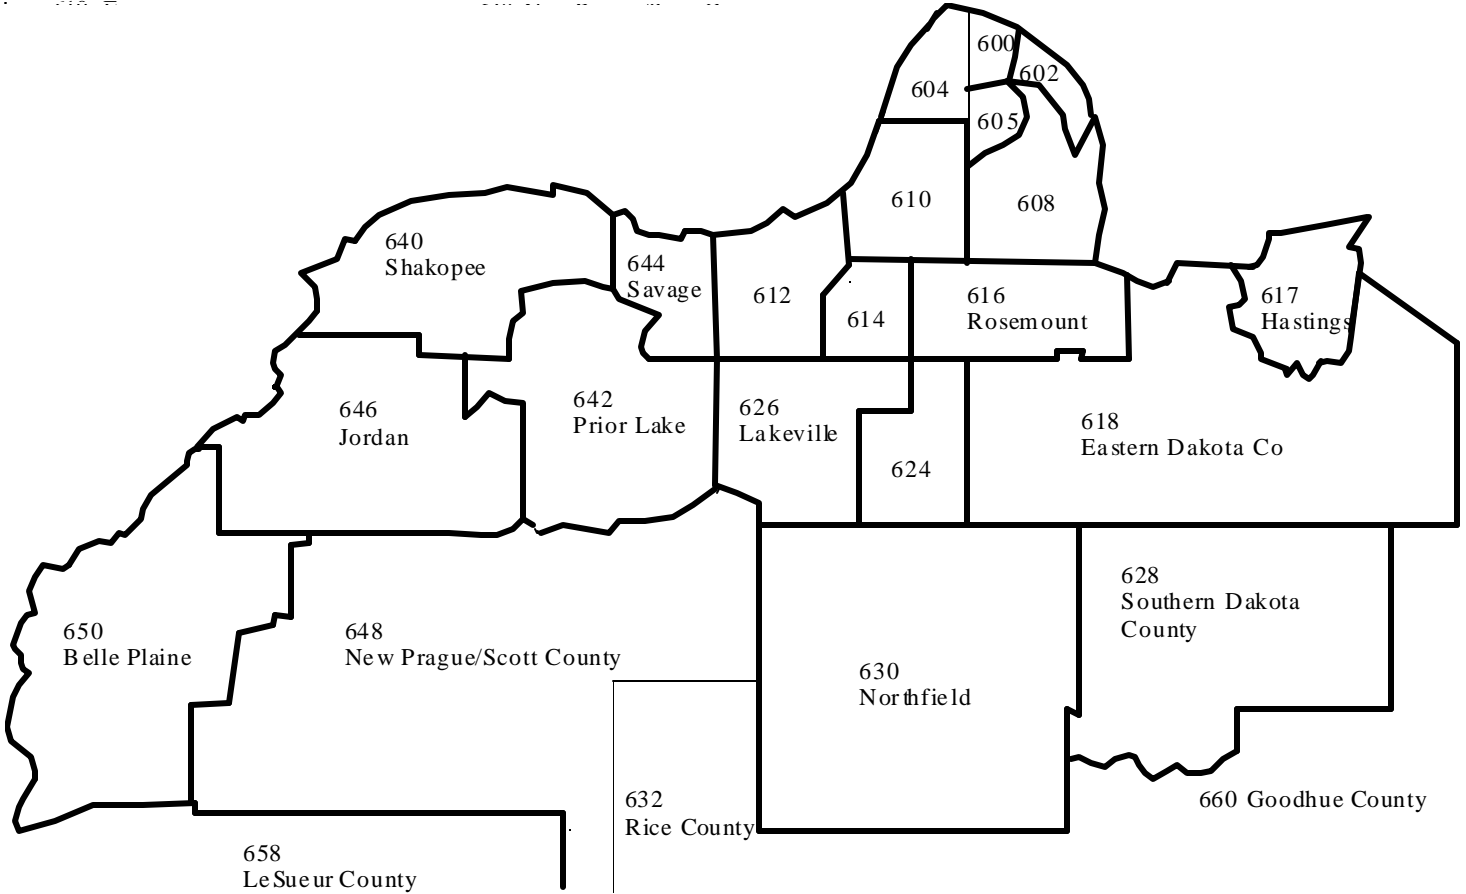 600
602
604
605
610
608
640
Shakopee
644
Savage
612
614
616
Rosemount
617
Hastings
646
Jordan
642
Prior Lake
626
Lakeville
624
618
Eastern Dakota Co
650
Belle Plaine
648
New Prague/Scott County
628
Southern Dakota
County
630
Northfield
632
Rice County
660 Goodhue County
658
LeSueur County